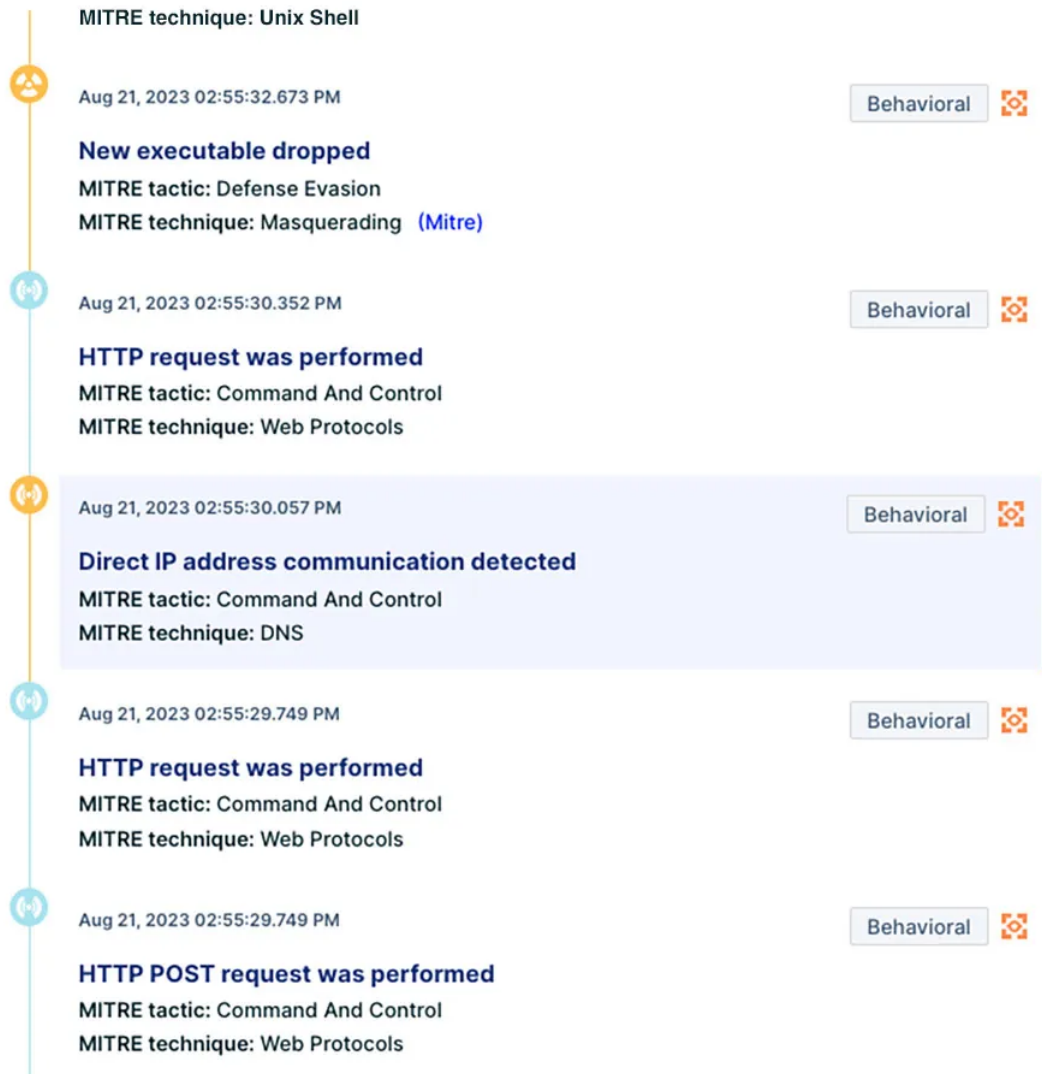 MITRE technique: Unix Shell
Aug 21, 2023 02:55:32.673 PM
Behavioral
New executable dropped
MITRE tactic: Defense Evasion
MITRE technique: Masquerading (Mitre)
Aug 21, 2023 02:55:30.352 PM
Behavioral
HTTP request was performed
MITRE tactic: Command And Control
MITRE technique: Web Protocols
Aug 21, 2023 02:55:30.057 PM
Behavioral
Direct IP address communication detected
MITRE tactic: Command And Control
MITRE technique: DNS
Aug 21, 2023 02:55:29.749 PM
Behavioral
HTTP request was performed
MITRE tactic: Command And Control
MITRE technique: Web Protocols
Aug 21, 2023 02:55:29.749 PM
Behavioral
HTTP POST request was performed
MITRE tactic: Command And Control
MITRE technique: Web Protocols